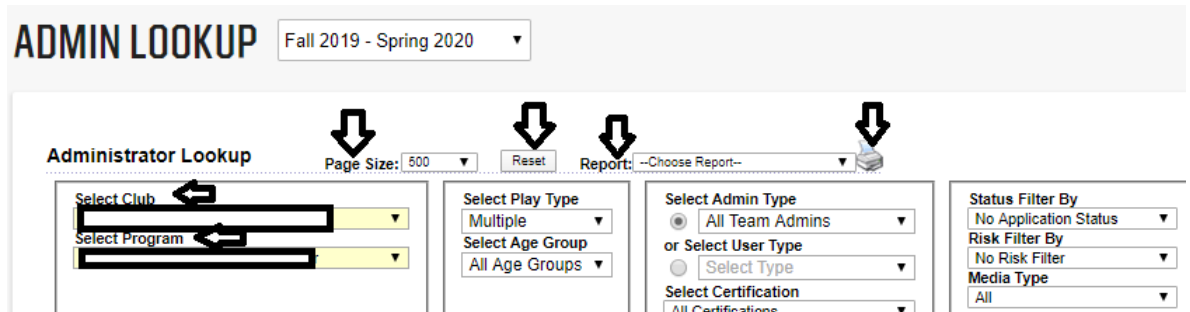 ADMIN LOOKUP Fall 2019 - Spring 2020
Administrator Lookup Page Size: 500 Reset Report: --Choose Report--
Select Club
Select Program
Select Play Type
Multiple
Select Age Group
All Age Groups
Select Admin Type
All Team Admins
or Select User Type
Select Type
Select Certification
All Certifications
Status Filter By
No Application Status
Risk Filter By
No Risk Filter
Media Type
All